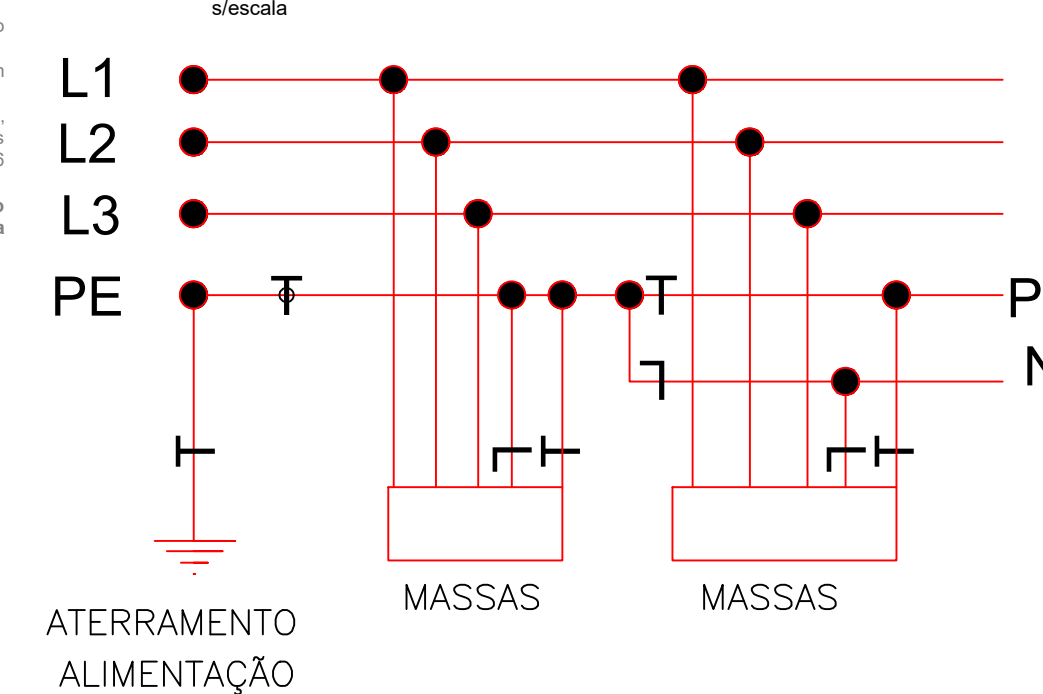 s/escala
L1
L2
L3
PE
P
N
MASSAS
MASSAS
ATERRAMENTO
ALIMENTAÇÃO